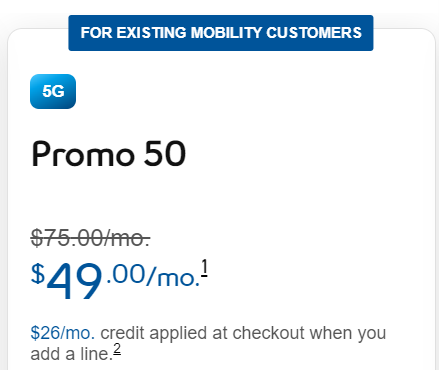 FOR EXISTING MOBILITY CUSTOMERS
5G
Promo 50
$75.00/mo.
$49.00/mo.1
$26/mo. credit applied at checkout when you
add a line.2